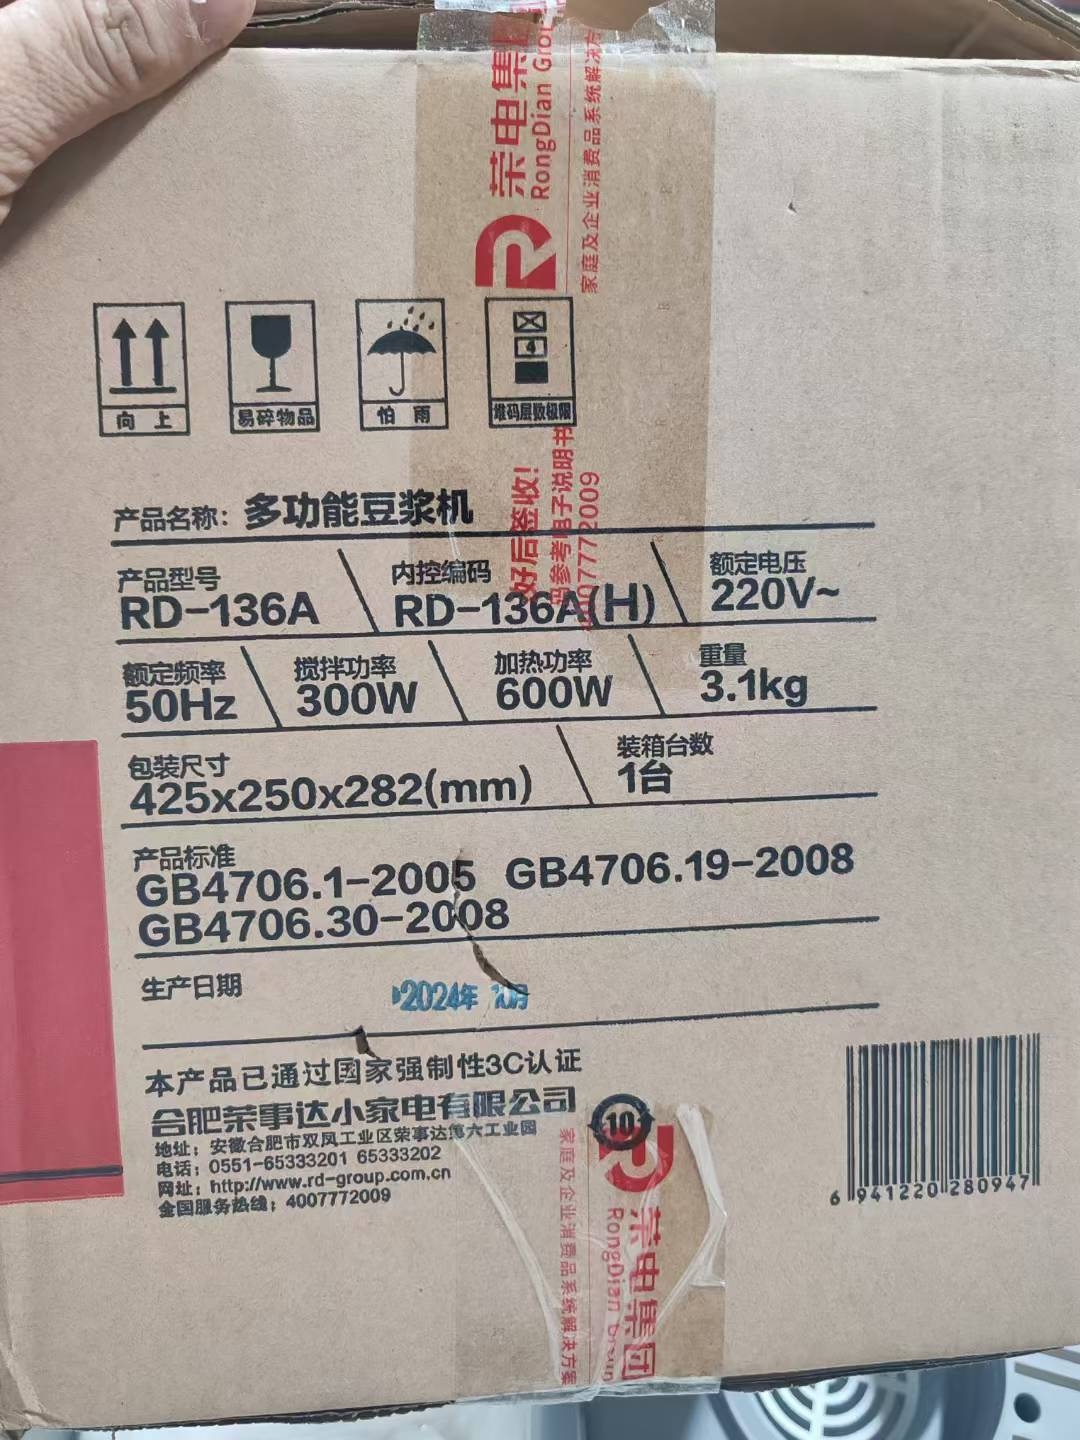 荣电集
RongDian Gro
家庭及企业消费品系统解决方
向上
易碎物品
怕雨
4
堆码层数极限
好后签收!
码参考电子说明书
4007772009
产品名称: 多功能豆浆机
产品型号 内控编码 额定电压
RD-136A RD-136A(H) 220V~
额定频率 搅拌功率 加热功率 重量
50Hz 300W 600W 3.1kg
包装尺寸 装箱台数
425x250x282(mm) 1台
产品标准
GB4706.1-2005 GB4706.19-2008
GB4706.30-2008
生产日期 2024年 10月
本产品已通过国家强制性3C认证
合肥荣事达小家电有限公司
地址: 安徽合肥市双凤工业区荣事达第六工业园
电话: 0551-65333201 65333202
网址: http://www.rd-group.com.cn
全国服务热线: 4007772009
10
6 941220 280947
荣电集团
RongDian Group
家庭及企业消费品系统解决方案